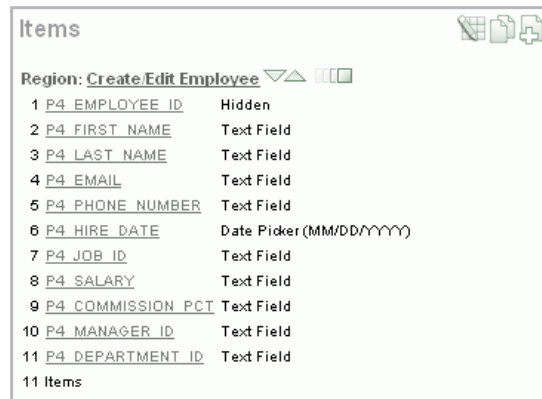 Items
Region: Create/Edit Employee
1 P4_EMPLOYEE_ID Hidden
2 P4_FIRST_NAME Text Field
3 P4_LAST_NAME Text Field
4 P4_EMAIL Text Field
5 P4_PHONE_NUMBER Text Field
6 P4_HIRE_DATE Date Picker (MM/DD/YYYY)
7 P4_JOB_ID Text Field
8 P4_SALARY Text Field
9 P4_COMMISSION_PCT Text Field
10 P4_MANAGER_ID Text Field
11 P4_DEPARTMENT_ID Text Field
11 Items